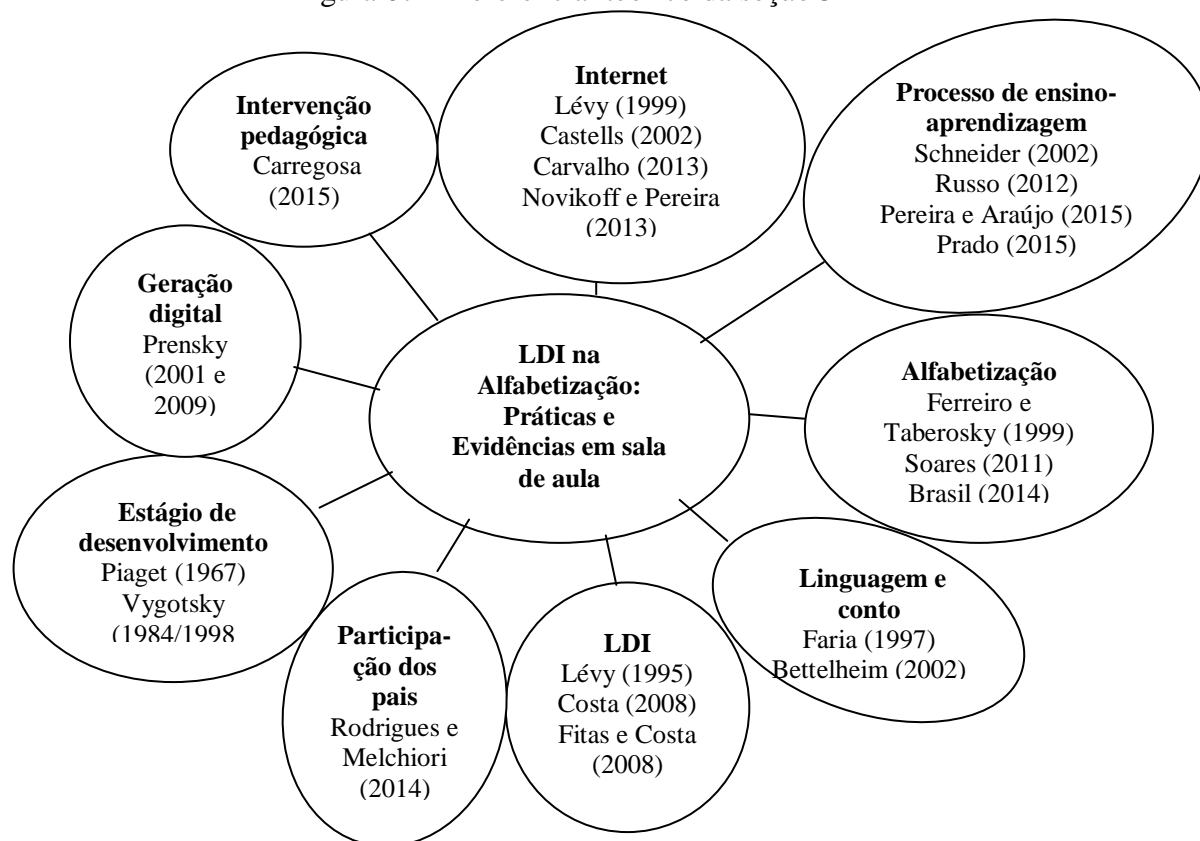 Intervenção
pedagógica
Carregosa
(2015)
Internet
Lévy (1999)
Castells (2002)
Carvalho (2013)
Novikoff e Pereira
(2013)
Processo de ensino-
aprendizagem
Schneider (2002)
Russo (2012)
Pereira e Araújo (2015)
Prado (2015)
Geração
digital
Prensky
(2001 e
2009)
LDI na
Alfabetização:
Práticas e
Evidências em sala
de aula
Alfabetização
Ferreiro e
Taberosky (1999)
Soares (2011)
Brasil (2014)
Estágio de
desenvolvimento
Piaget (1967)
Vygotsky
(1984/1998
Participa-
ção dos
pais
Rodrigues e
Melchiori
(2014)
LDI
Lévy (1995)
Costa (2008)
Fitas e Costa
(2008)
Linguagem e
conto
Faria (1997)
Bettelheim (2002)